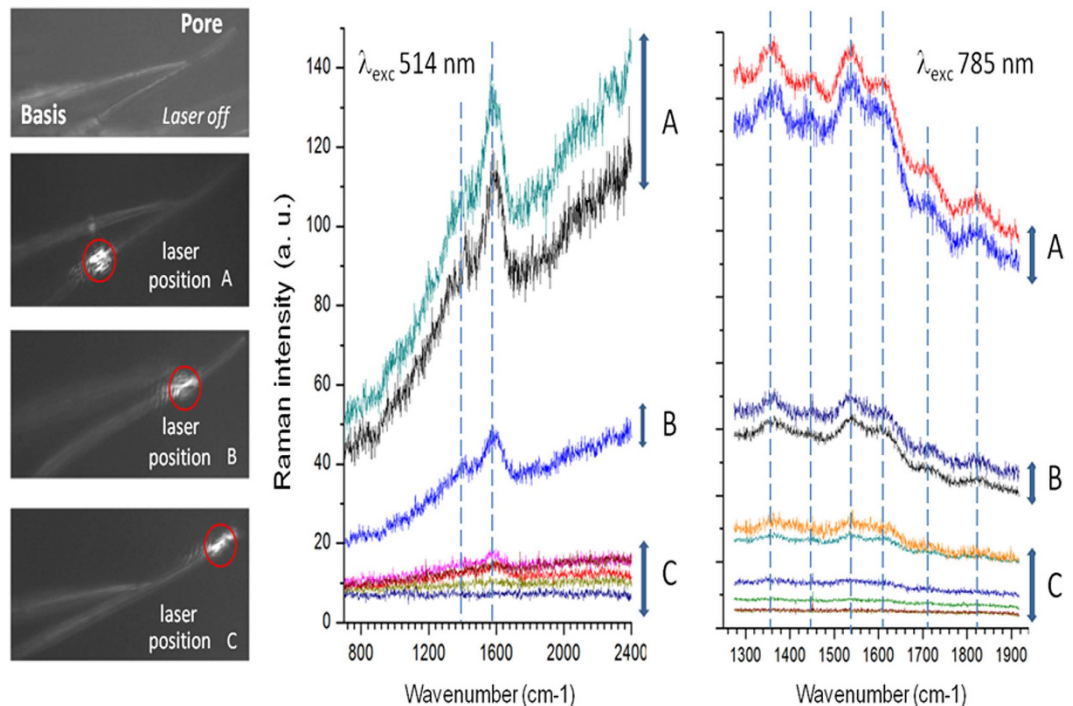 Pore
Basis
Laser off
laser
position A
laser
position B
laser
position C
λexc 514 nm
A
B
C
Raman intensity (a. u.)
140
120
100
80
60
40
20
0
800 1200 1600 2000 2400
Wavenumber (cm-1)
λexc 785 nm
A
B
C
1300 1400 1500 1600 1700 1800 1900
Wavenumber (cm-1)